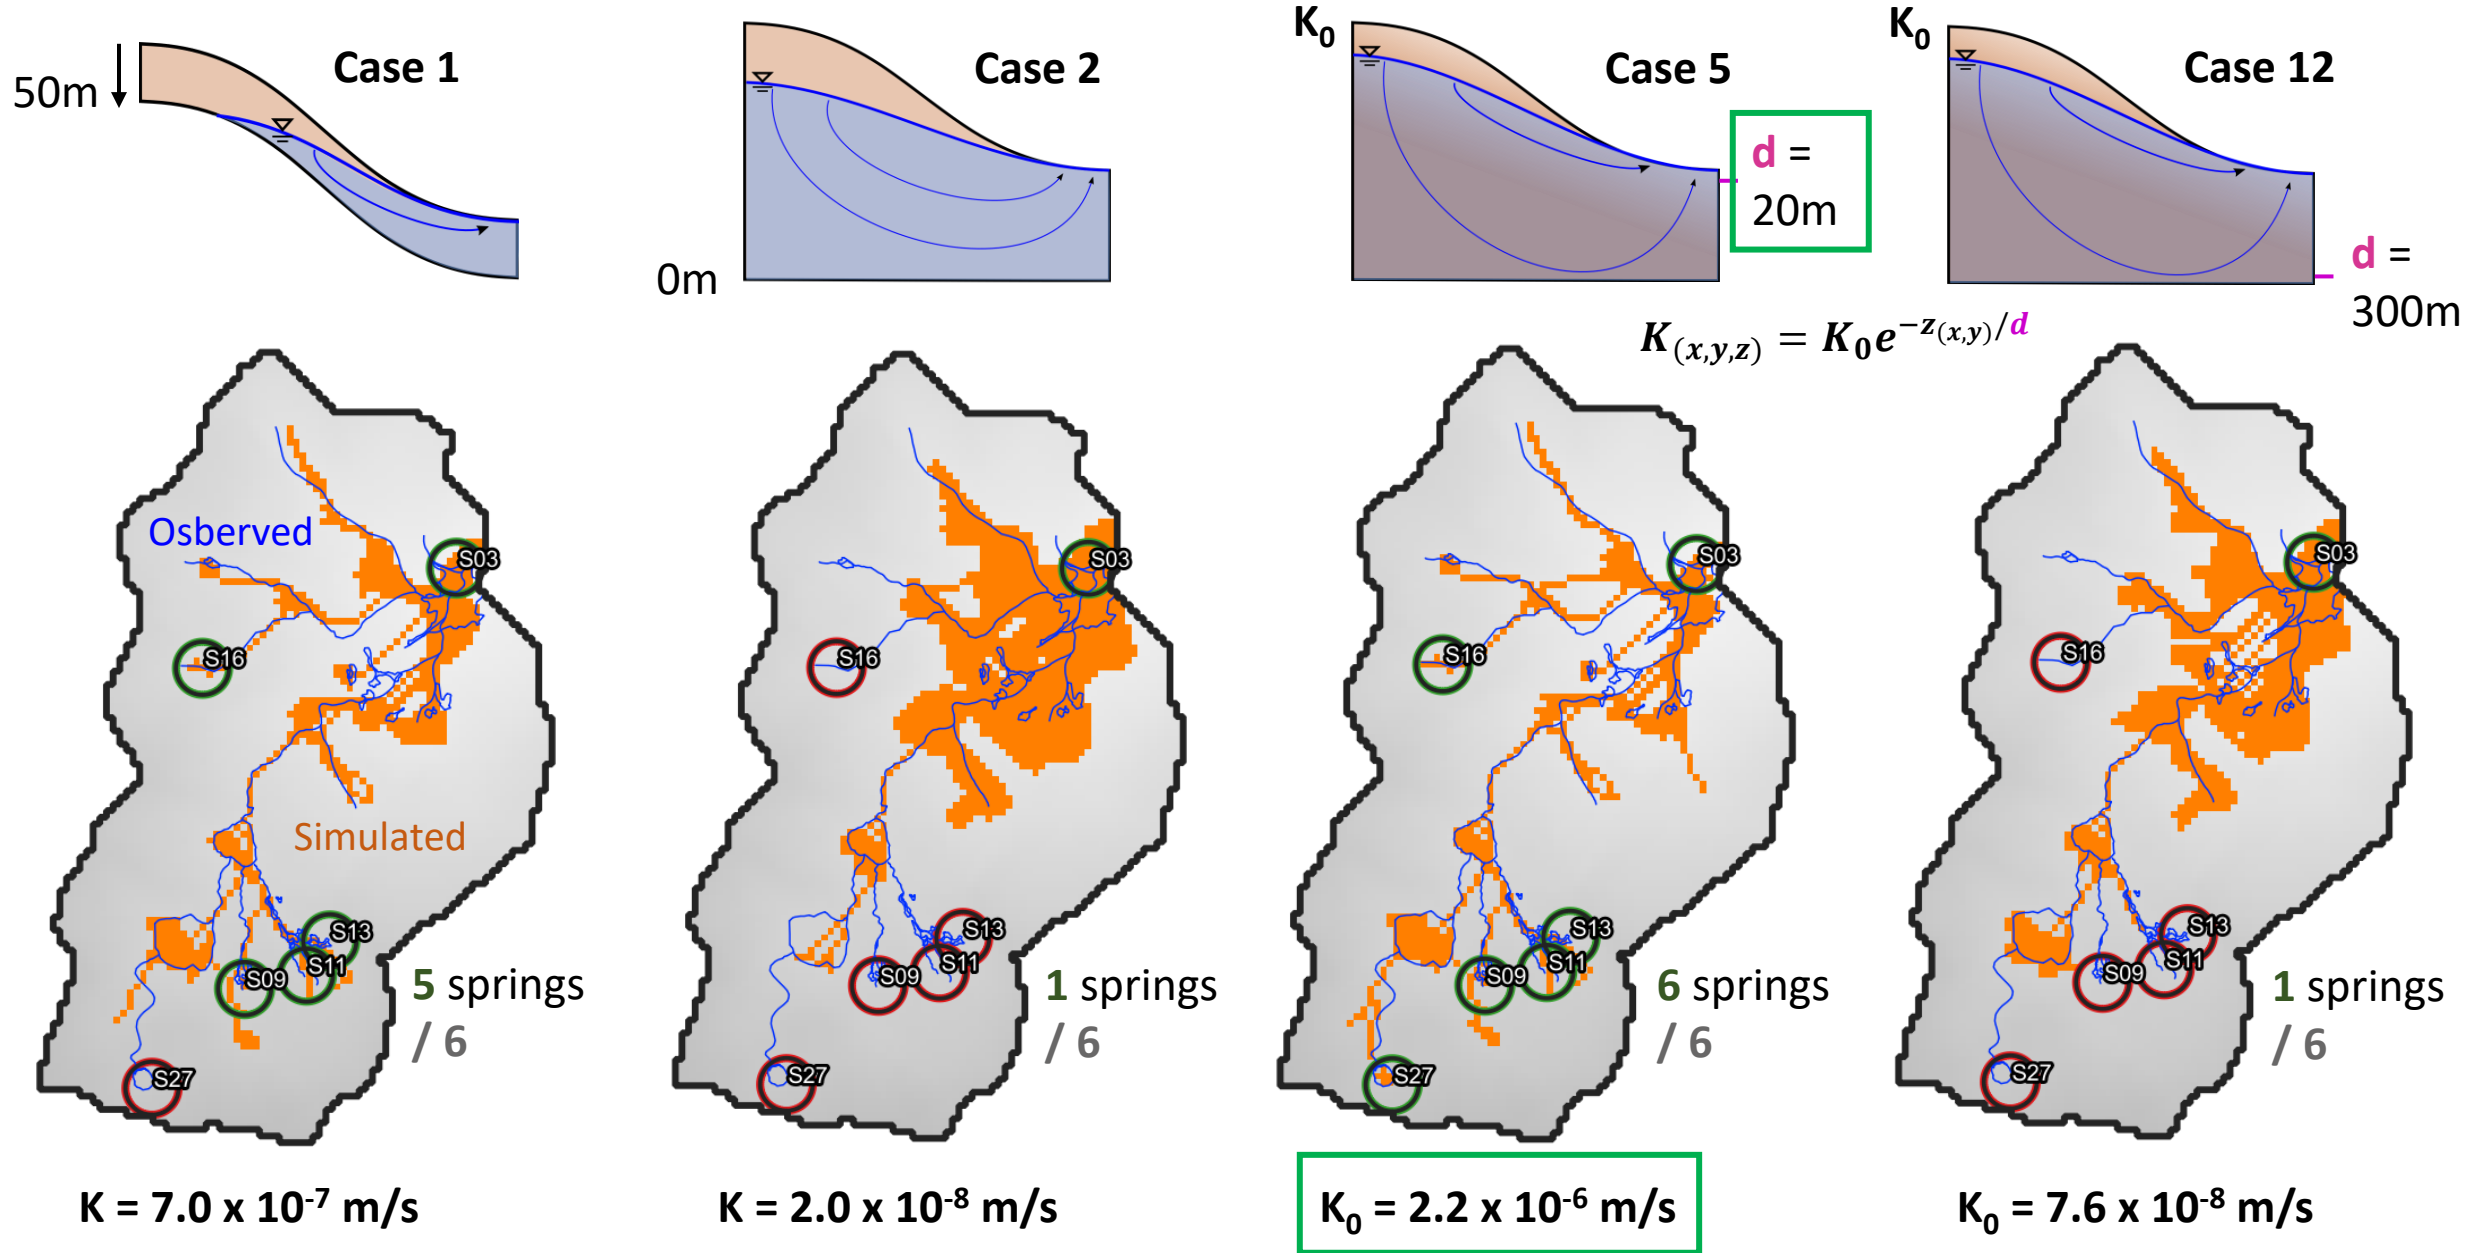 50m
Case 1
0m
Case 2
K0
Case 5
d =
20m
K0
Case 12
d =
300m
K(x,y,z) = K0e^-z(x,y)/d
Osberved
S03
S16
Simulated
S13
S11
S09
S27
5 springs
/ 6
K = 7.0 x 10-7 m/s
S03
S16
S13
S11
S09
S27
1 springs
/ 6
K = 2.0 x 10-8 m/s
S03
S16
S13
S11
S09
S27
6 springs
/ 6
K0 = 2.2 x 10-6 m/s
S03
S16
S13
S11
S09
S27
1 springs
/ 6
K0 = 7.6 x 10-8 m/s